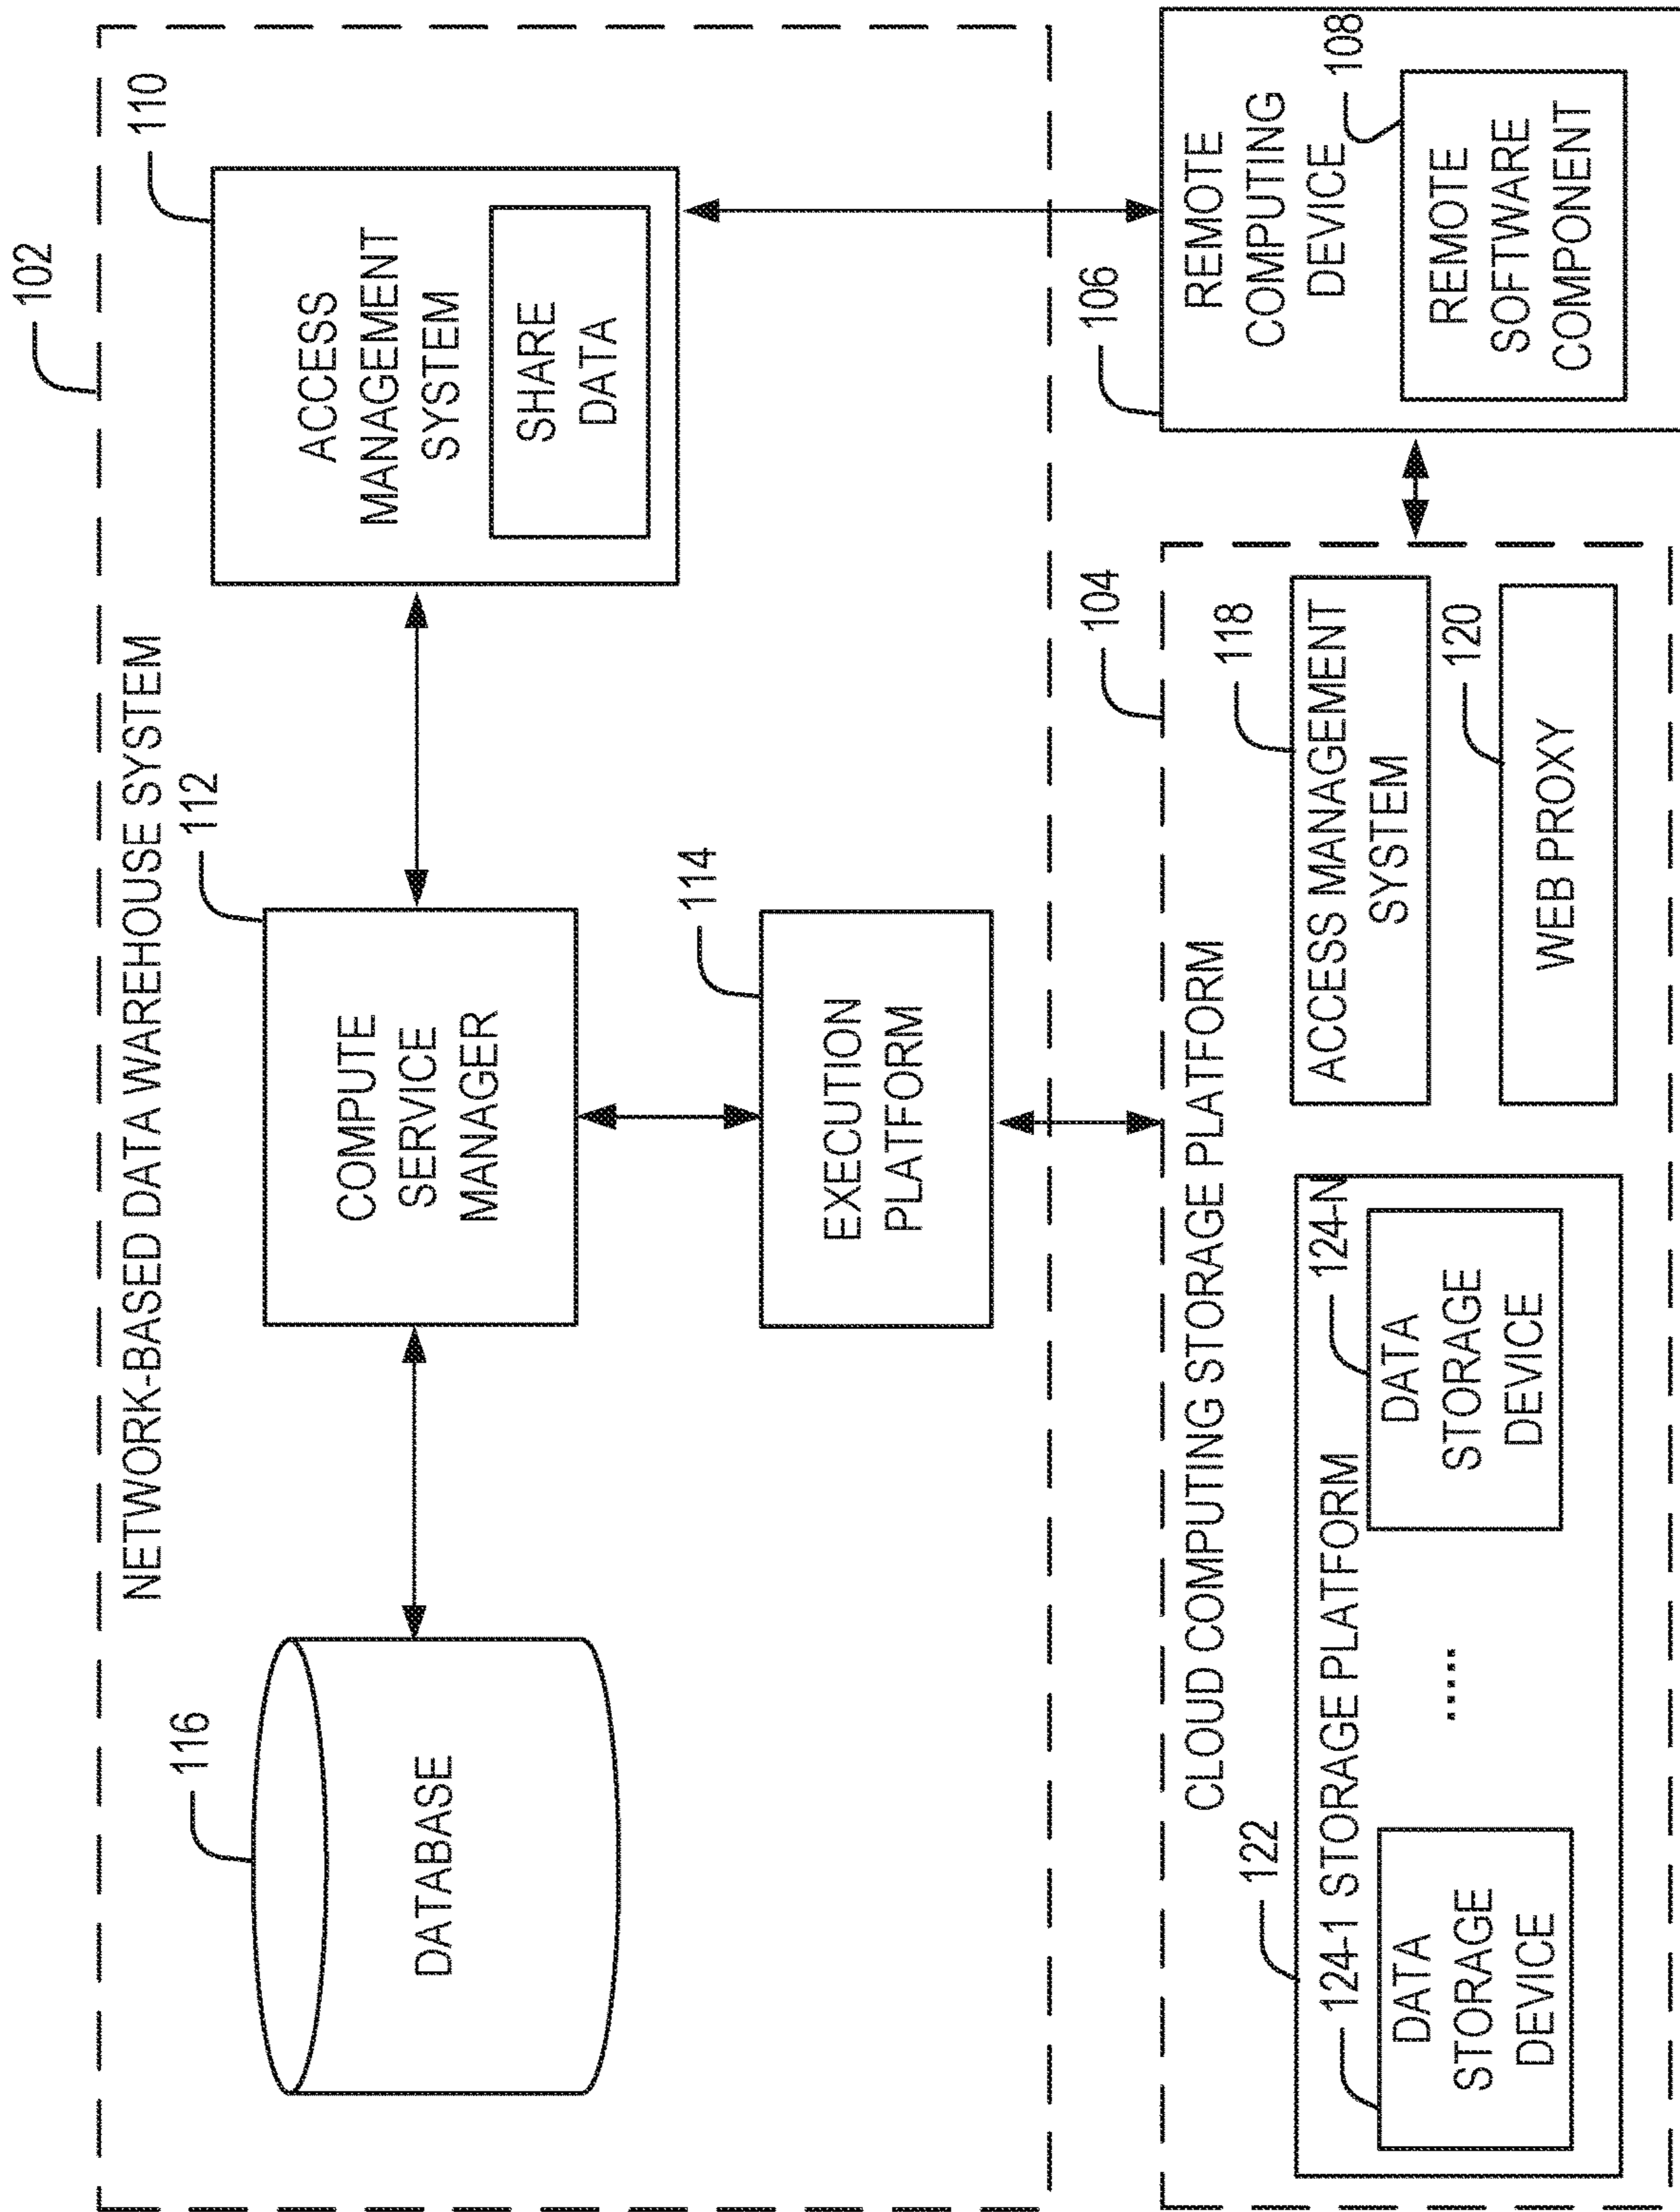 102
NETWORK-BASED DATA WAREHOUSE SYSTEM
116
DATABASE
112
COMPUTE
SERVICE
MANAGER
110
ACCESS
MANAGEMENT
SYSTEM
SHARE
DATA
114
EXECUTION
PLATFORM
104
CLOUD COMPUTING STORAGE PLATFORM
122
124-1 STORAGE PLATFORM
124-N
DATA
STORAGE
DEVICE
.....
DATA
STORAGE
DEVICE
118
ACCESS MANAGEMENT
SYSTEM
120
WEB PROXY
106
REMOTE
COMPUTING
DEVICE
108
REMOTE
SOFTWARE
COMPONENT